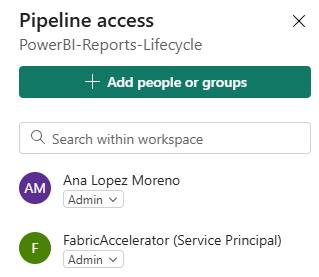 Pipeline access
PowerBI-Reports-Lifecycle
Add people or groups
Search within workspace
AM
Ana Lopez Moreno
Admin
F
FabricAccelerator (Service Principal)
Admin